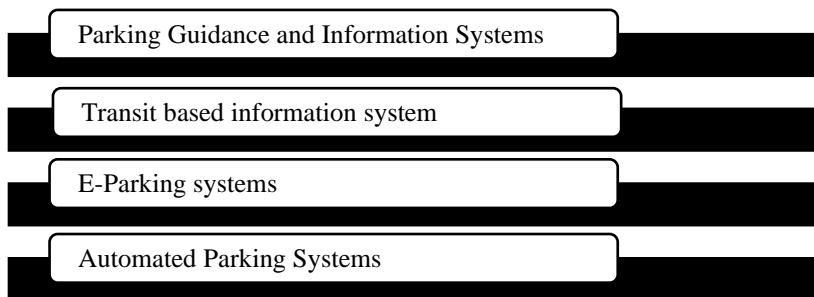 Parking Guidance and Information Systems
Transit based information system
E-Parking systems
Automated Parking Systems